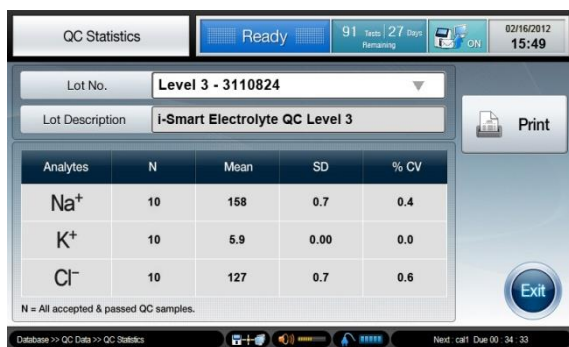 QC Statistics
Ready
91 Tests 27 Days
Remaining
ON
02/16/2012
15:49
Lot No.
Level 3 - 3110824
Lot Description
i-Smart Electrolyte QC Level 3
Print
Analytes N Mean SD % CV
Na+ 10 158 0.7 0.4
K+ 10 5.9 0.00 0.0
Cl− 10 127 0.7 0.6
N = All accepted & passed QC samples.
Exit
Database >> QC Data >> QC Statistics
Next : cal1 Due 00 : 34 : 33